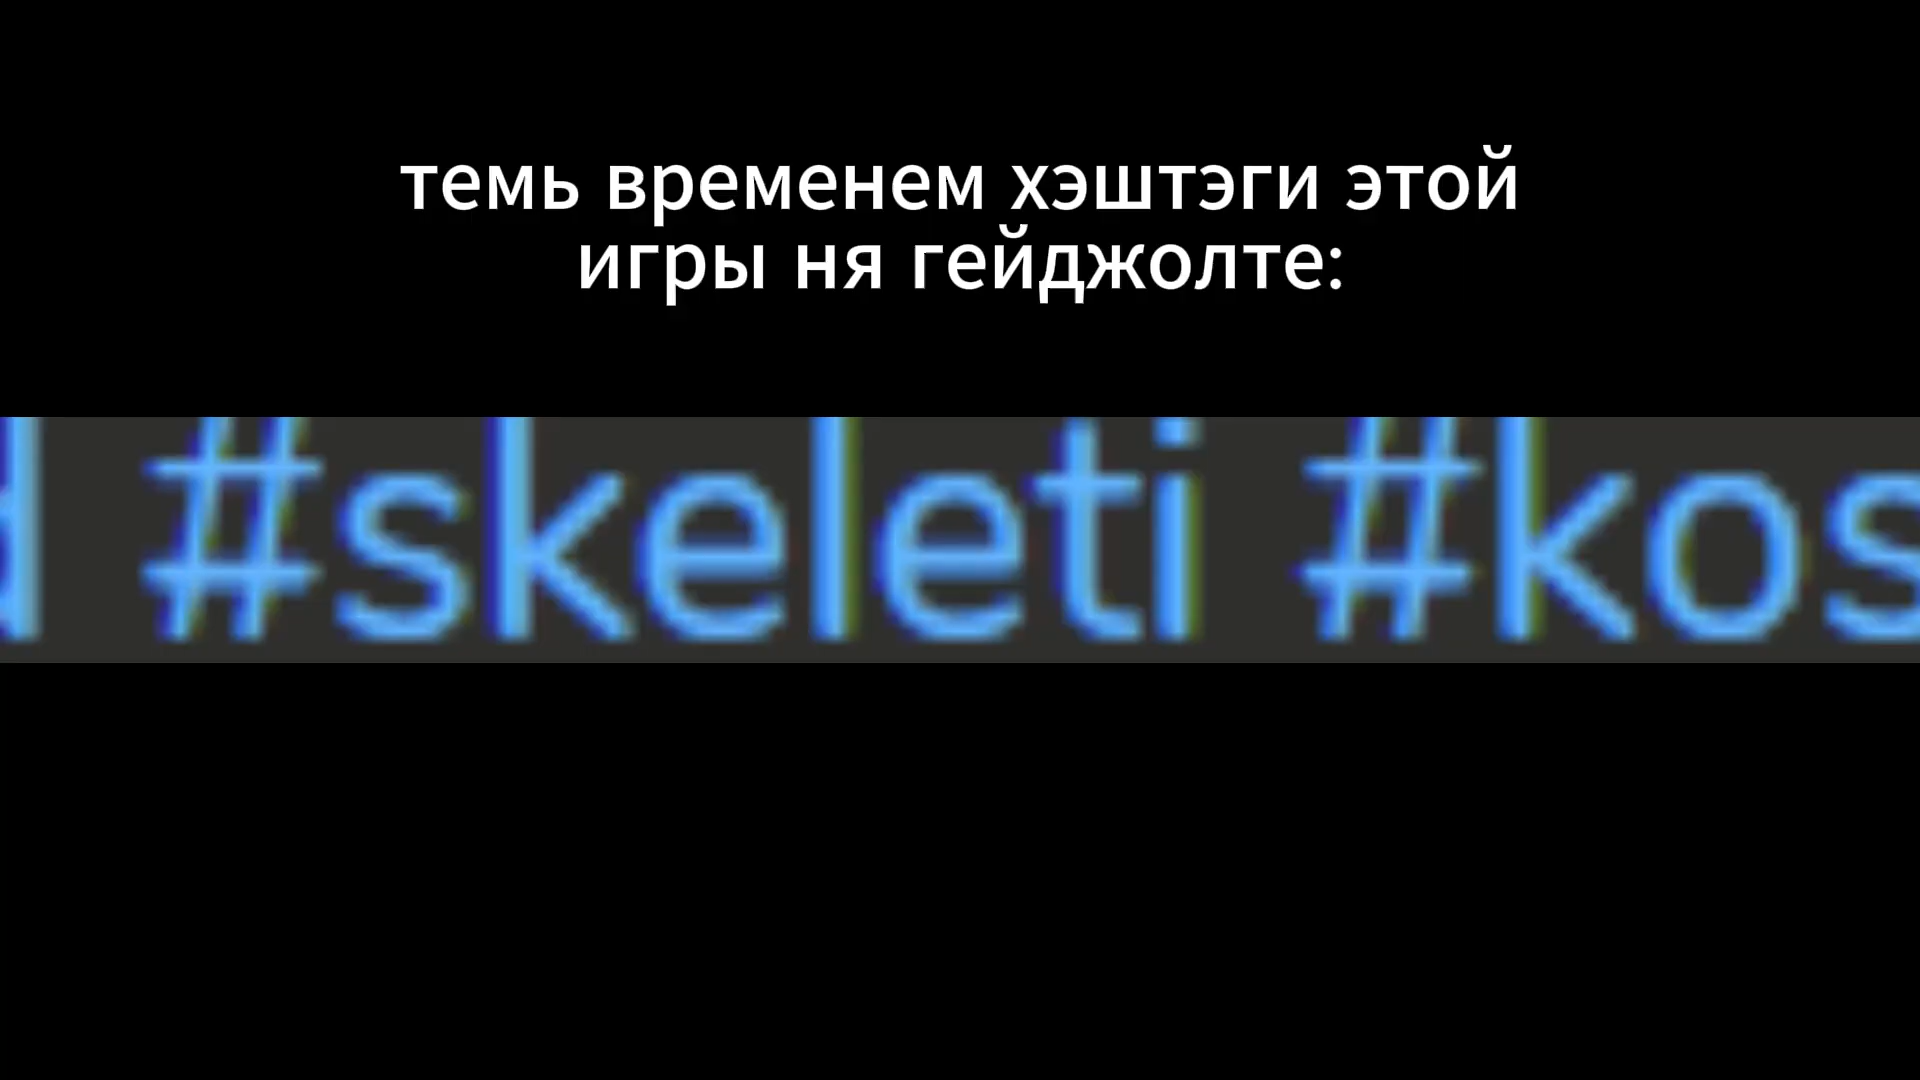 темь временем хэштэги этой
игры ня гейджолте:
#skeleti #kos